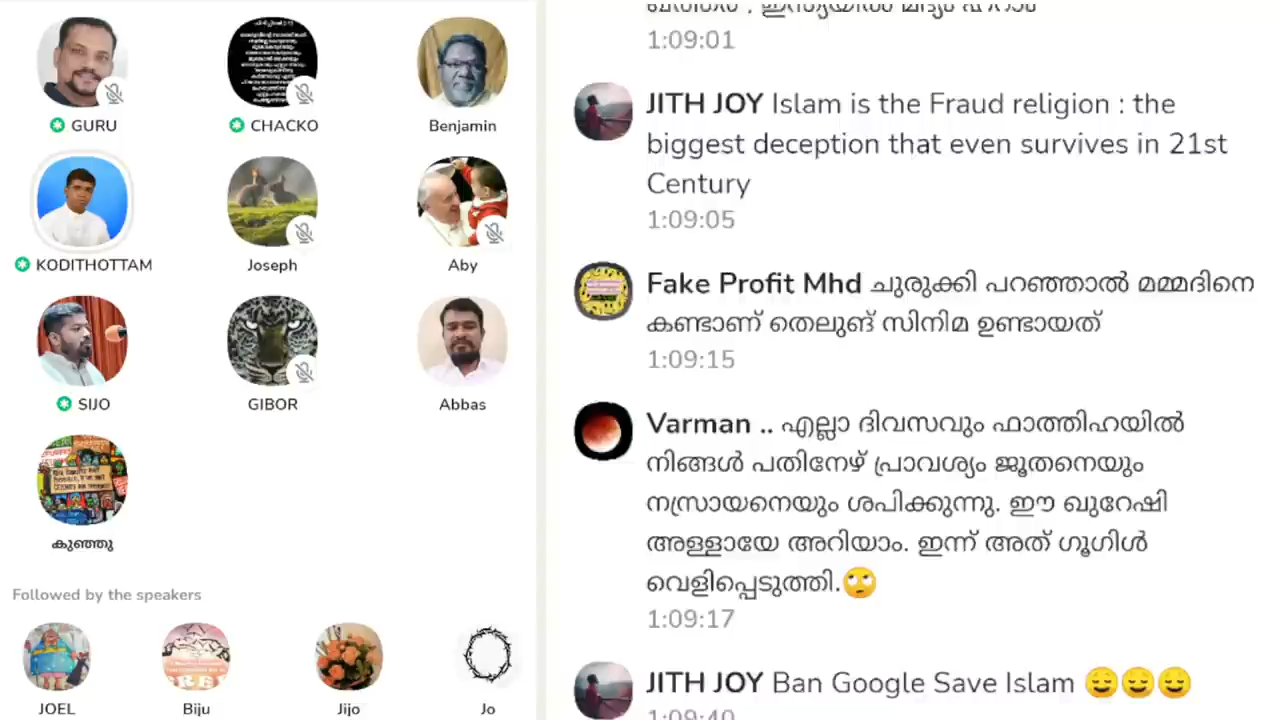 GURU
CHACKO
Benjamin
KODITHOTTAM
Joseph
Aby
SIJO
GIBOR
Abbas
കുഞ്ഞു
Followed by the speakers
JOEL
Biju
Jijo
Jo
1:09:01
JITH JOY Islam is the Fraud religion : the
biggest deception that even survives in 21st
Century
1:09:05
Fake Profit Mhd ചുരുക്കി പറഞ്ഞാൽ മമ്മദിനെ
കണ്ടാണ് തെലുങ് സിനിമ ഉണ്ടായത്
1:09:15
Varman .. എല്ലാ ദിവസവും ഫാത്തിഹയിൽ
നിങ്ങൾ പതിനേഴ് പ്രാവശ്യം ജൂതനെയും
നസ്രായനെയും ശപിക്കുന്നു. ഈ ഖുറേഷി
അള്ളായേ അറിയാം. ഇന്ന് അത് ഗൂഗിൾ
വെളിപ്പെടുത്തി.🙄
1:09:17
JITH JOY Ban Google Save Islam 😌😌😌
1:09:40